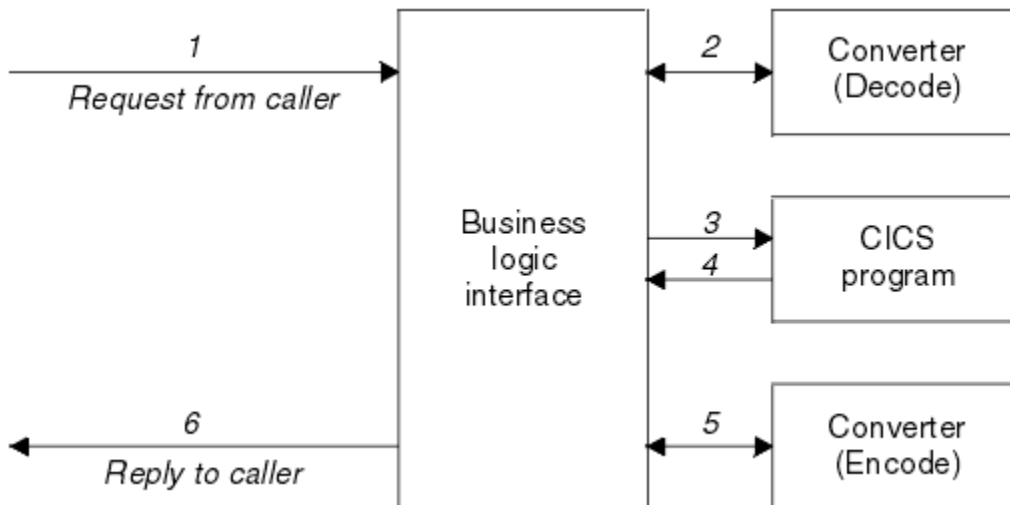 1
Request from caller
2
Converter
(Decode)
Business
logic
interface
3
4
CICS
program
6
Reply to caller
5
Converter
(Encode)